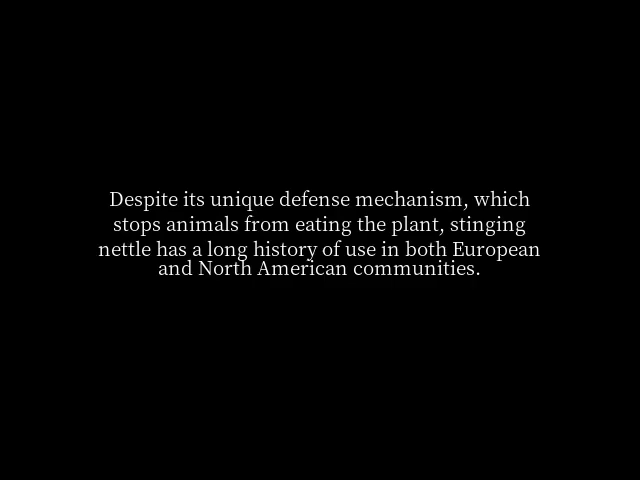 Despite its unique defense mechanism, which
stops animals from eating the plant, stinging
nettle has a long history of use in both European
and North American communities.